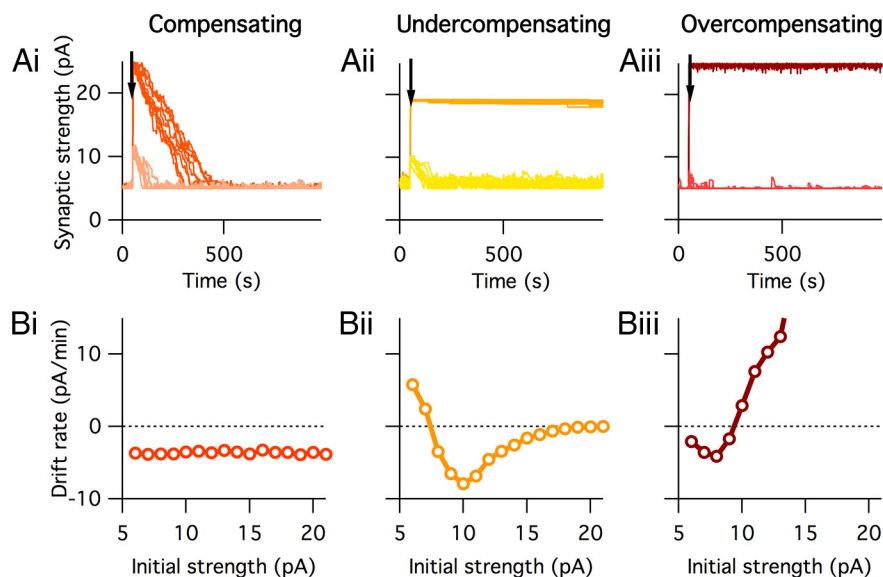 Compensating
Undercompensating
Overcompensating
Ai
Aii
Aiii
Synaptic strength (pA)
20
10
0
0
500
Time (s)
0
500
Time (s)
0
500
Time (s)
Bi
Bii
Biii
Drift rate (pA/min)
10
0
-10
5
10
15
20
Initial strength (pA)
5
10
15
20
Initial strength (pA)
5
10
15
20
Initial strength (pA)